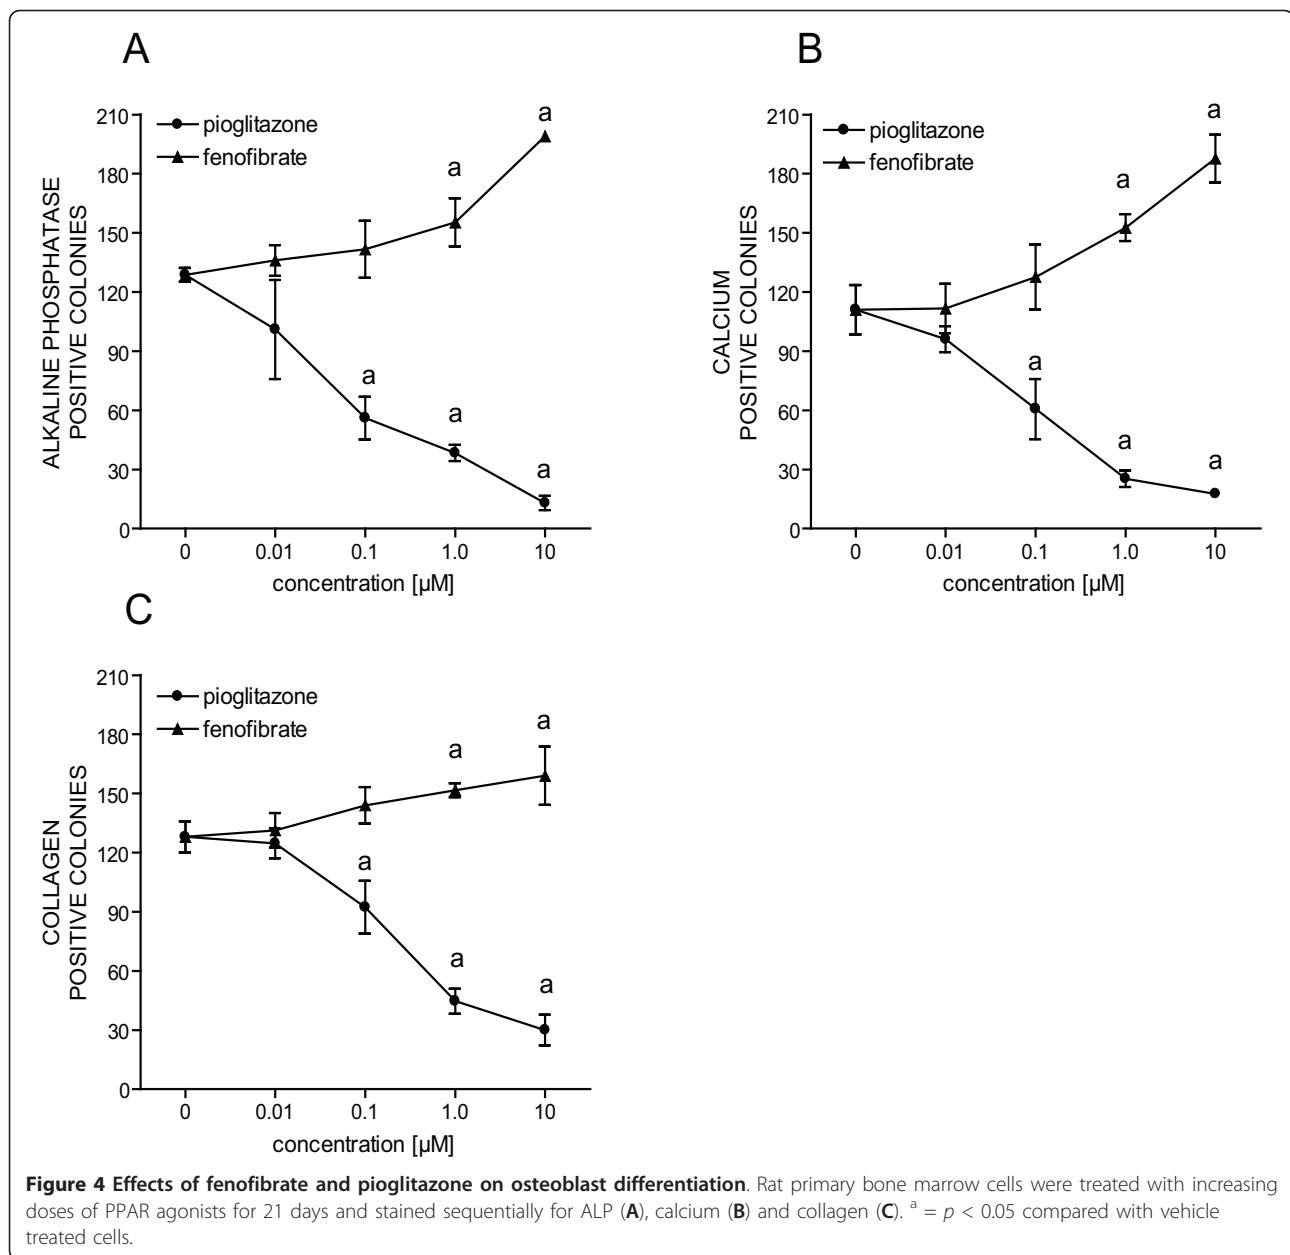 A
ALKALINE PHOSPHATASE
POSITIVE COLONIES
210
180
150
120
90
60
30
0
pioglitazone
fenofibrate
a
a
a
a
a
0
0.01
0.1
1.0
10
concentration [µM]
B
CALCIUM
POSITIVE COLONIES
210
180
150
120
90
60
30
0
pioglitazone
fenofibrate
a
a
a
a
a
0
0.01
0.1
1.0
10
concentration [µM]
C
COLLAGEN
POSITIVE COLONIES
210
180
150
120
90
60
30
0
pioglitazone
fenofibrate
a
a
a
a
a
0
0.01
0.1
1.0
10
concentration [µM]
Figure 4 Effects of fenofibrate and pioglitazone on osteoblast differentiation. Rat primary bone marrow cells were treated with increasing
doses of PPAR agonists for 21 days and stained sequentially for ALP (A), calcium (B) and collagen (C). a = p < 0.05 compared with vehicle
treated cells.